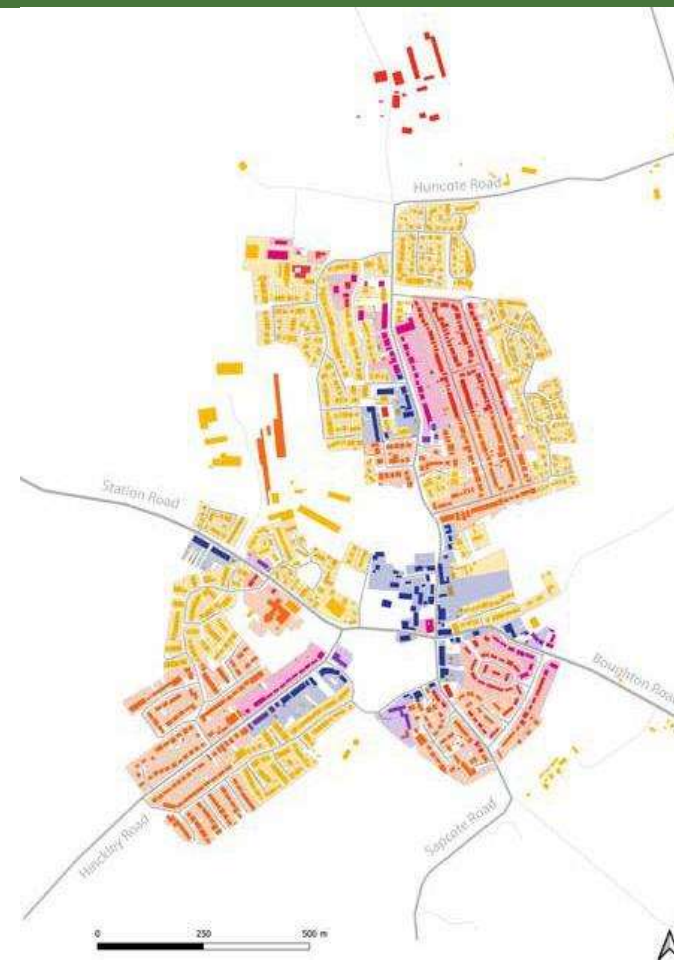 Huncote Road
Station Road
Boughton Road
Sapcote Road
Hinckley Road
0 250 500 m